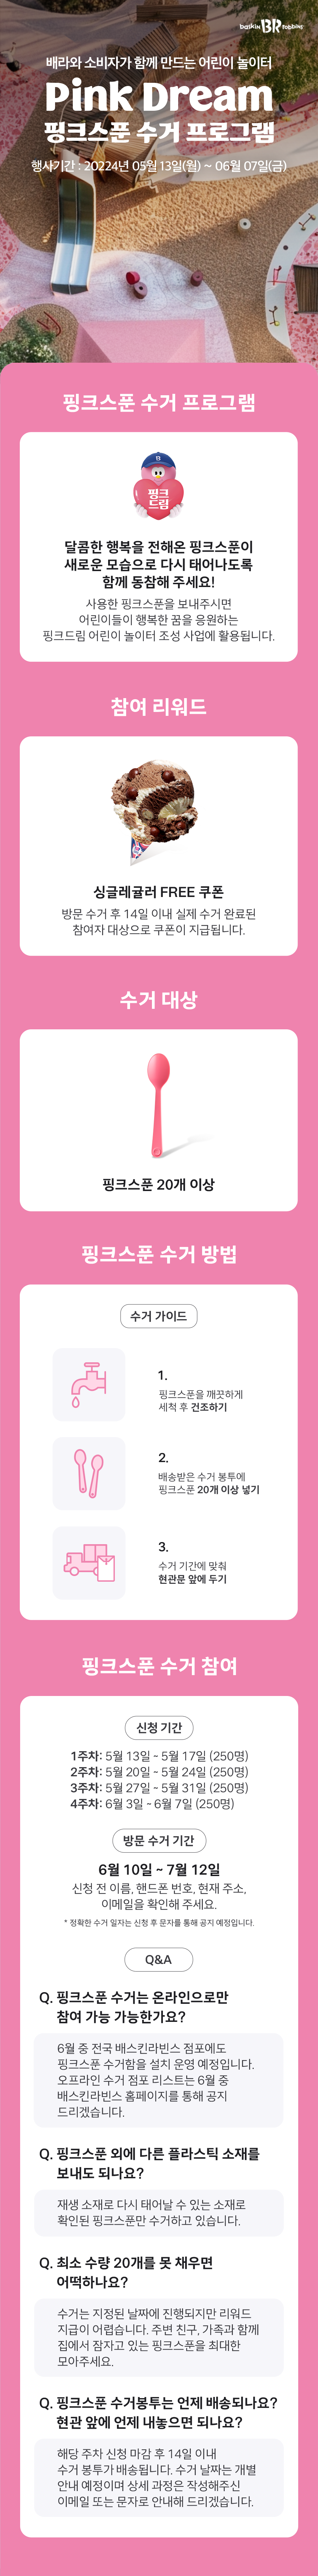 baskin BR robbins
배라와 소비자가 함께 만드는 어린이 놀이터
Pink Dream
핑크스푼 수거 프로그램
행사기간 : 20224년 05월 13일(월) ~ 06월 07일(금)
핑크스푼 수거 프로그램
B
핑크
드림
달콤한 행복을 전해온 핑크스푼이
새로운 모습으로 다시 태어나도록
함께 동참해 주세요!
사용한 핑크스푼을 보내주시면
어린이들이 행복한 꿈을 응원하는
핑크드림 어린이 놀이터 조성 사업에 활용됩니다.
참여 리워드
싱글레귤러 FREE 쿠폰
방문 수거 후 14일 이내 실제 수거 완료된
참여자 대상으로 쿠폰이 지급됩니다.
수거 대상
핑크스푼 20개 이상
핑크스푼 수거 방법
수거 가이드
1.
핑크스푼을 깨끗하게
세척 후 건조하기
2.
배송받은 수거 봉투에
핑크스푼 20개 이상 넣기
3.
수거 기간에 맞춰
현관문 앞에 두기
핑크스푼 수거 참여
신청 기간
1주차: 5월 13일 - 5월 17일 (250명)
2주차: 5월 20일 - 5월 24일 (250명)
3주차: 5월 27일 - 5월 31일 (250명)
4주차: 6월 3일 - 6월 7일 (250명)
방문 수거 기간
6월 10일 ~ 7월 12일
신청 전 이름, 핸드폰 번호, 현재 주소,
이메일을 확인해 주세요.
* 정확한 수거 일자는 신청 후 문자를 통해 공지 예정입니다.
Q&A
Q. 핑크스푼 수거는 온라인으로만
참여 가능 가능한가요?
6월 중 전국 배스킨라빈스 점포에도
핑크스푼 수거함을 설치 운영 예정입니다.
오프라인 수거 점포 리스트는 6월 중
배스킨라빈스 홈페이지를 통해 공지
드리겠습니다.
Q. 핑크스푼 외에 다른 플라스틱 소재를
보내도 되나요?
재생 소재로 다시 태어날 수 있는 소재로
확인된 핑크스푼만 수거하고 있습니다.
Q. 최소 수량 20개를 못 채우면
어떡하나요?
수거는 지정된 날짜에 진행되지만 리워드
지급이 어렵습니다. 주변 친구, 가족과 함께
집에서 잠자고 있는 핑크스푼을 최대한
모아주세요.
Q. 핑크스푼 수거봉투는 언제 배송되나요?
현관 앞에 언제 내놓으면 되나요?
해당 주차 신청 마감 후 14일 이내
수거 봉투가 배송됩니다. 수거 날짜는 개별
안내 예정이며 상세 과정은 작성해주신
이메일 또는 문자로 안내해 드리겠습니다.